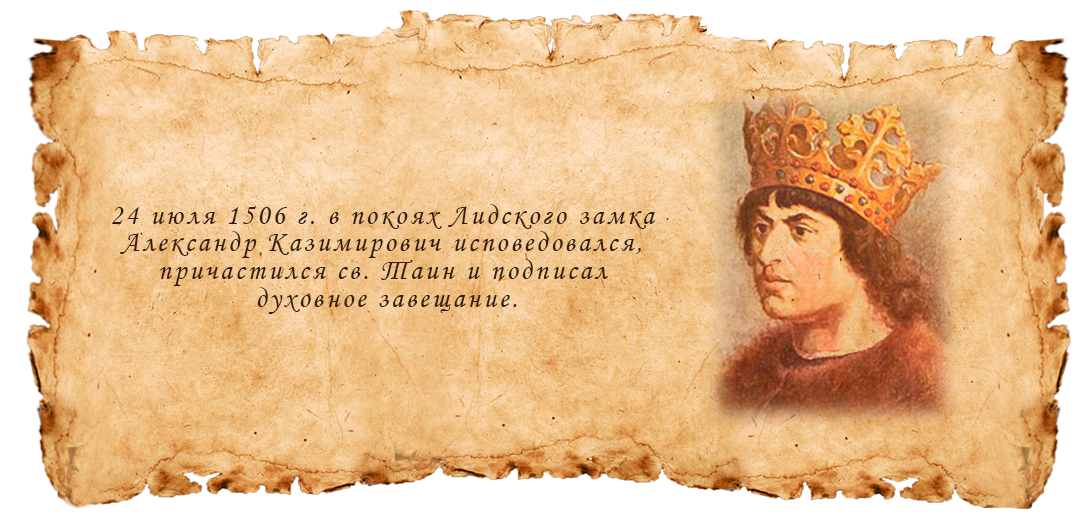 24 июля 1506 г. в покоях Лидского замка
Александр Казимирович исповедовался,
причастился св. Таин и подписал
духовное завещание.